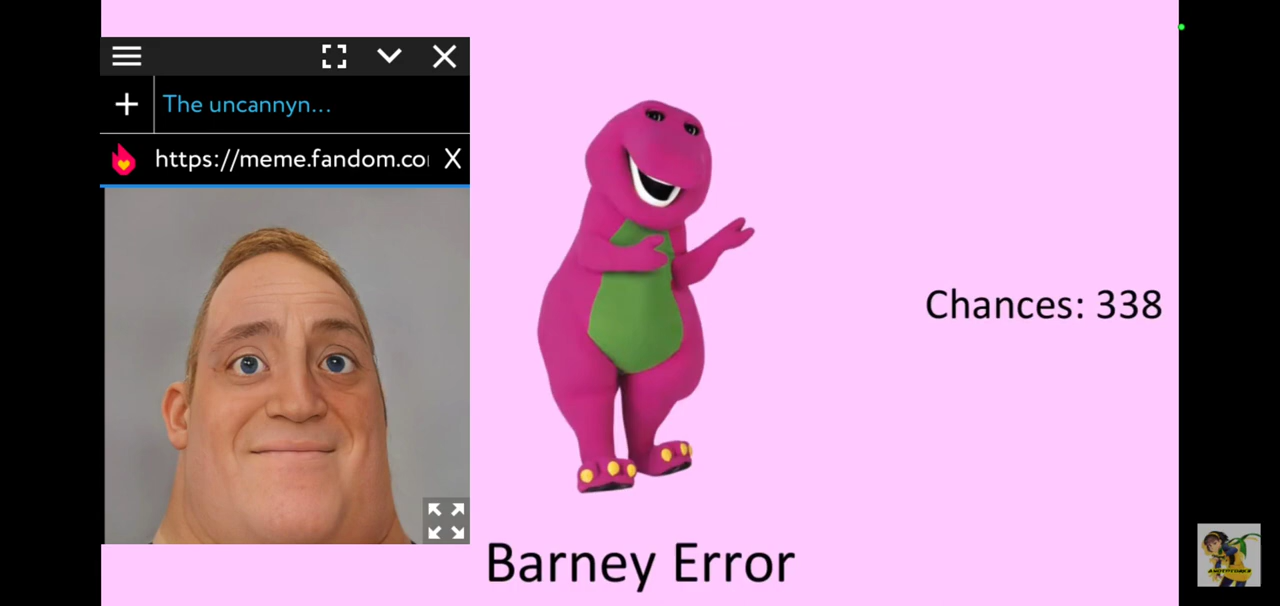 The uncannyn...
https://meme.fandom.co
X
Chances: 338
Barney Error